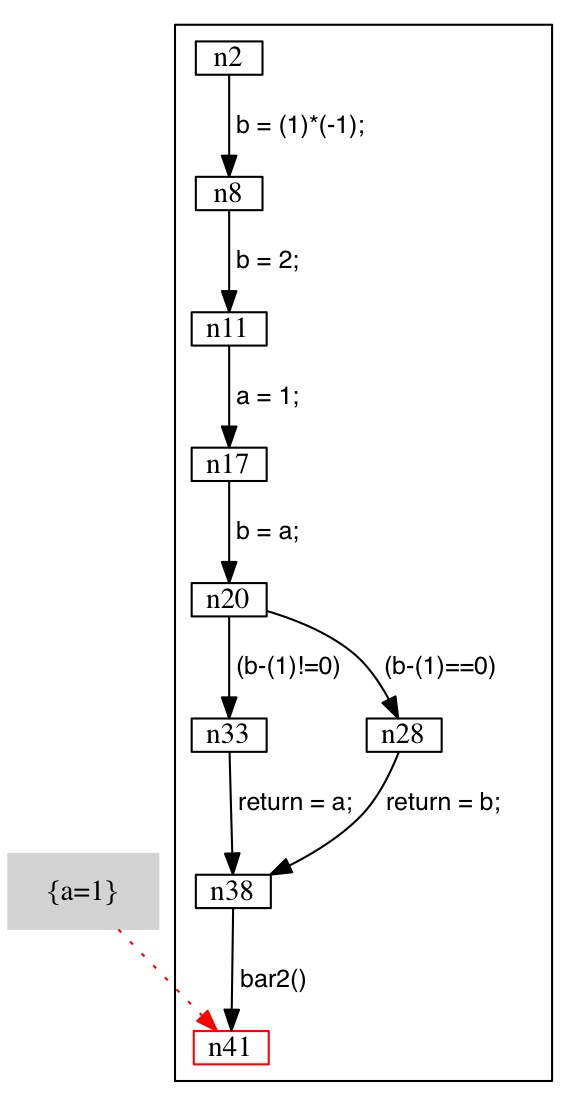 n2
b = (1)*(-1);
n8
b = 2;
n11
a = 1;
n17
b = a;
n20
(b-(1)!=0) (b-(1)==0)
n33 n28
return = a; return = b;
{a=1} n38
bar2()
n41